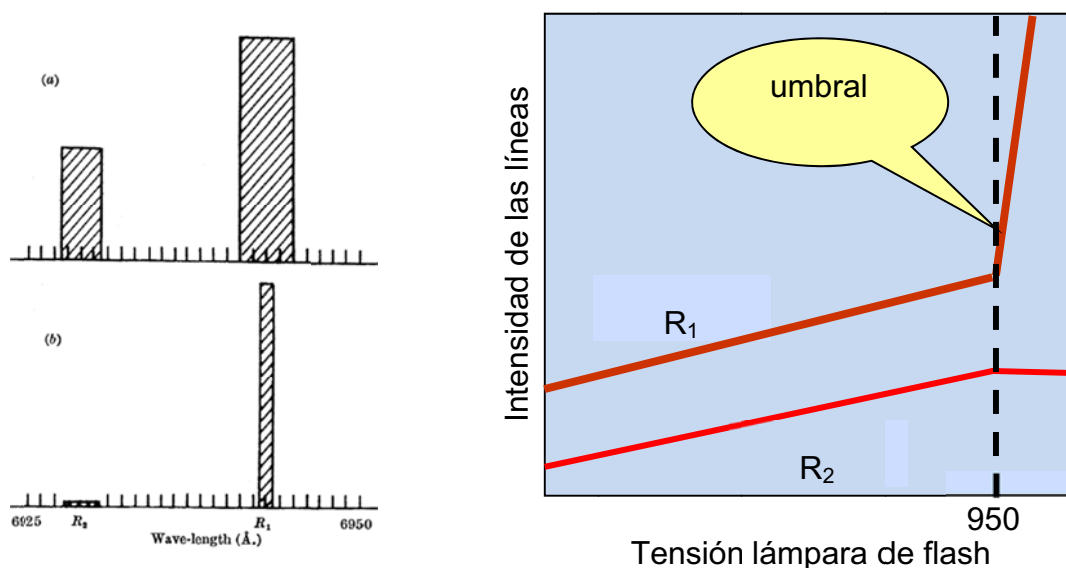 (a)
(b)
6925 R₂ R₁ 6950
Wave-length (Å.)
umbral
Intensidad de las líneas
R₁
R₂
950
Tensión lámpara de flash